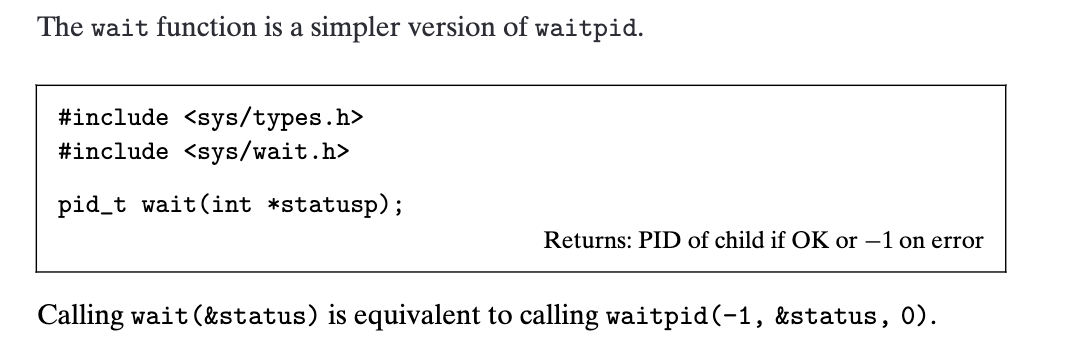 The wait function is a simpler version of waitpid.
#include <sys/types.h>
#include <sys/wait.h>
pid_t wait(int *statusp);
Returns: PID of child if OK or −1 on error
Calling wait(&status) is equivalent to calling waitpid(-1, &status, 0).